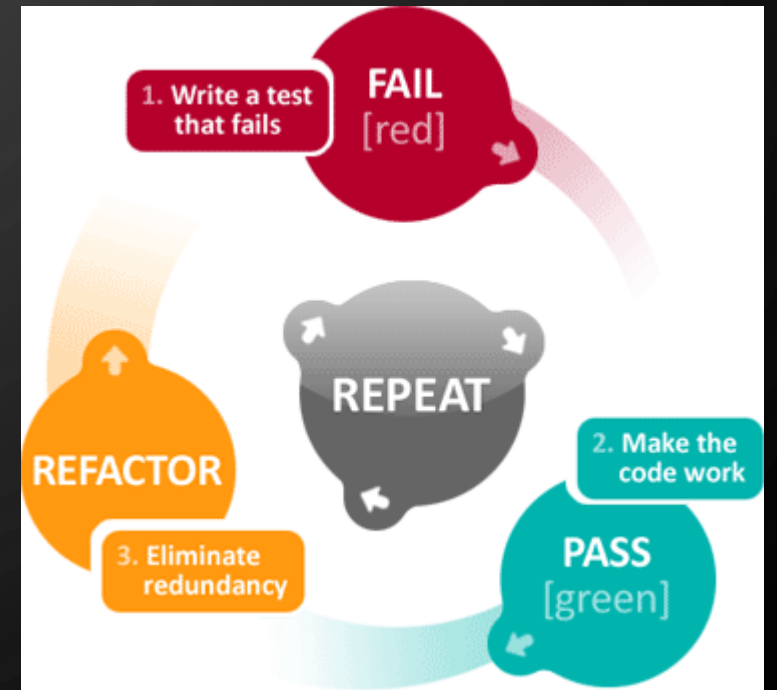 1. Write a test
that fails
FAIL
[red]
REPEAT
2. Make the
code work
PASS
[green]
REFACTOR
3. Eliminate
redundancy